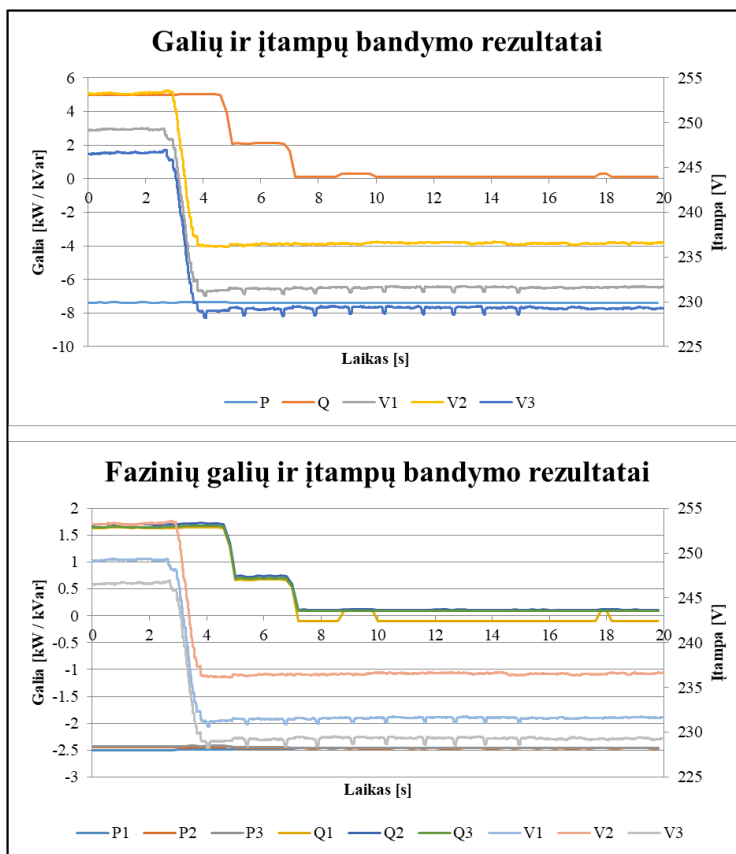 Galių ir įtampų bandymo rezultatai
6
4
2
0
-2
-4
-6
-8
-10
Galia [kW / kVar]
0 2 4 6 8 10 12 14 16 18 20
255
250
245
240
235
230
225
Įtampa [V]
Laikas [s]
P Q V1 V2 V3
Fazinių galių ir įtampų bandymo rezultatai
2
1.5
1
0.5
0
-0.5
-1
-1.5
-2
-2.5
-3
Galia [kW / kVar]
0 2 4 6 8 10 12 14 16 18 20
255
250
245
240
235
230
225
Įtampa [V]
Laikas [s]
P1 P2 P3 Q1 Q2 Q3 V1 V2 V3